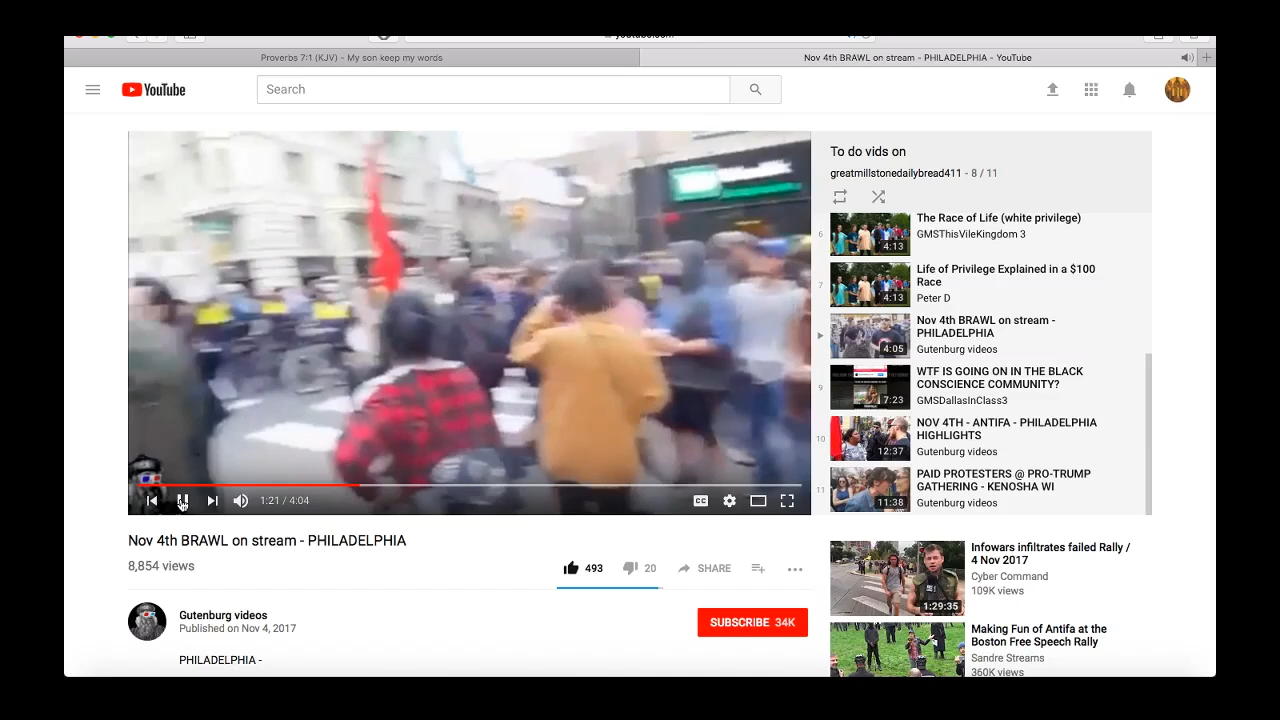 Proverbs 7:1 (KJV) - My son keep my words
Nov 4th BRAWL on stream - PHILADELPHIA - YouTube
YouTube
Search
To do vids on
greatmillstonedailybread411 - 8 / 11
6
The Race of Life (white privilege)
GMSThisVileKingdom 3
4:13
7
Life of Privilege Explained in a $100
Race
Peter D
4:13
Nov 4th BRAWL on stream -
PHILADELPHIA
Gutenburg videos
4:05
9
WTF IS GOING ON IN THE BLACK
CONSCIENCE COMMUNITY?
GMSDallasInClass3
7:23
10
NOV 4TH - ANTIFA - PHILADELPHIA
HIGHLIGHTS
Gutenburg videos
12:37
11
PAID PROTESTERS @ PRO-TRUMP
GATHERING - KENOSHA WI
Gutenburg videos
11:38
1:21 / 4:04
CC
Nov 4th BRAWL on stream - PHILADELPHIA
8,854 views
493
20
SHARE
Gutenburg videos
Published on Nov 4, 2017
SUBSCRIBE 34K
PHILADELPHIA -
Infowars infiltrates failed Rally /
4 Nov 2017
Cyber Command
109K views
1:29:35
Making Fun of Antifa at the
Boston Free Speech Rally
Sandre Streams
360K views